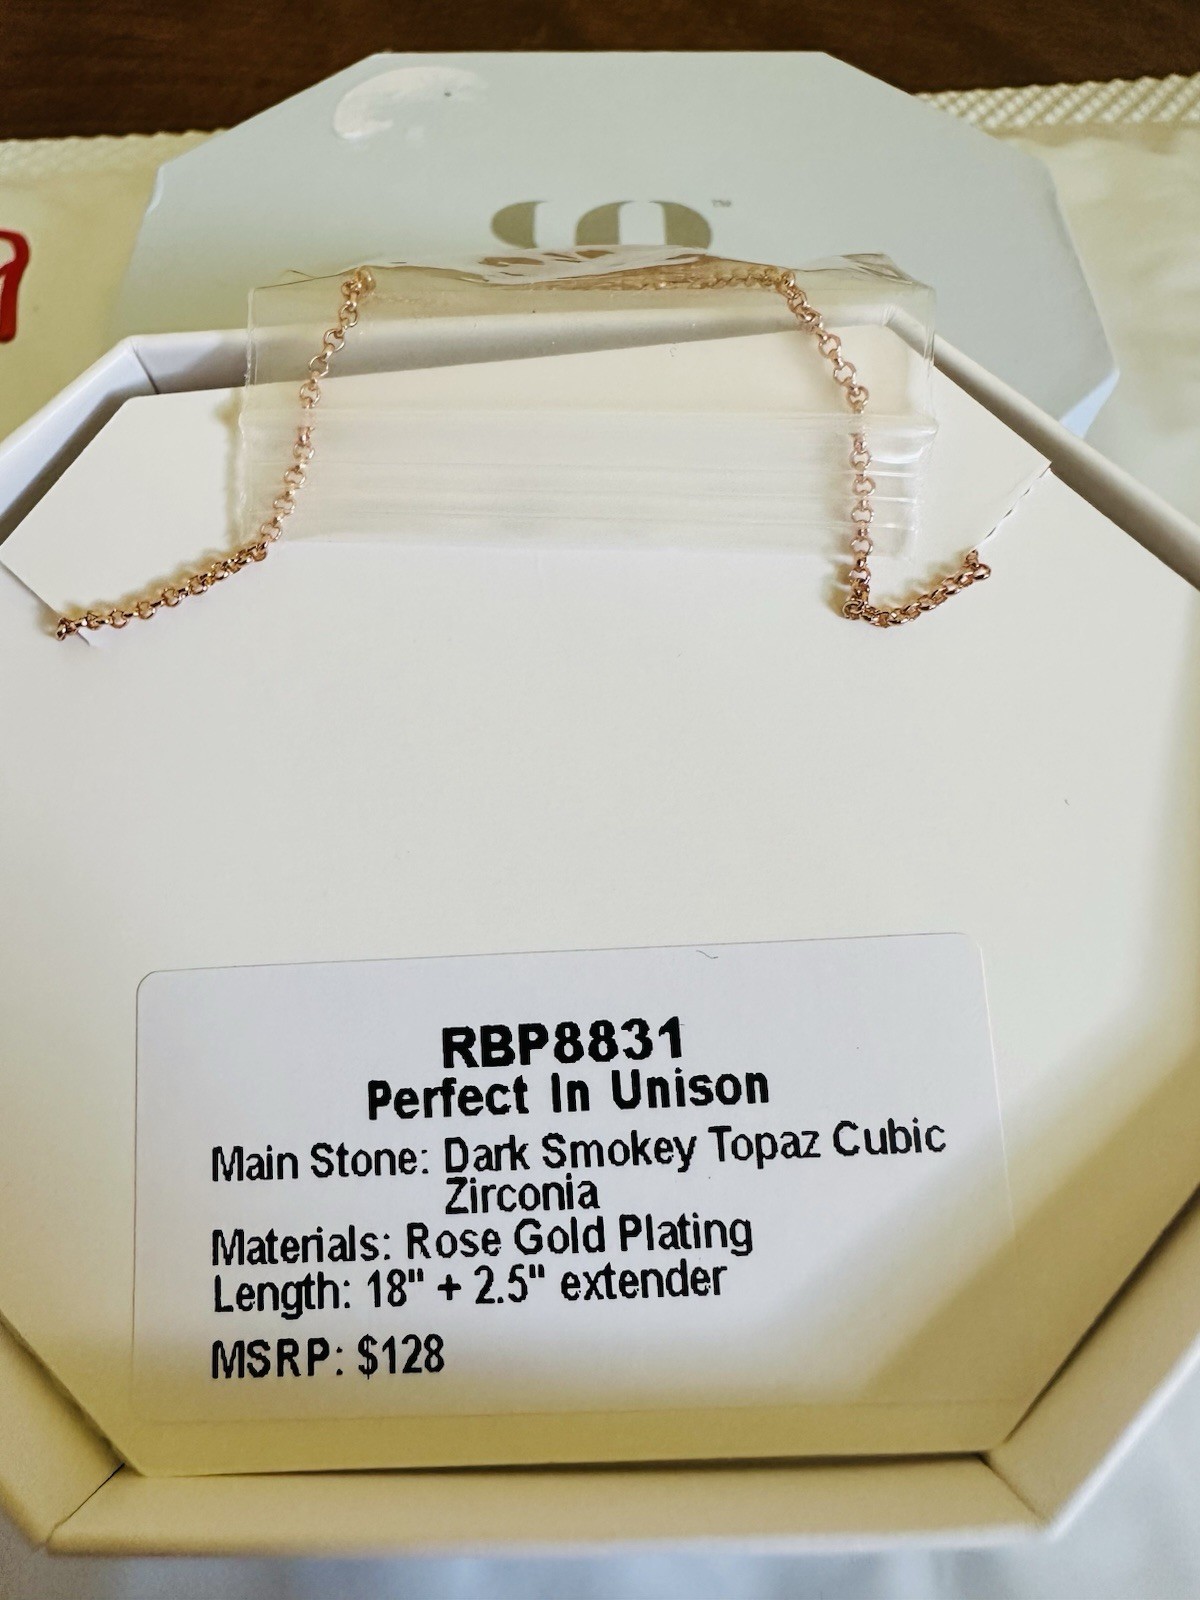 ™
RBP8831
Perfect In Unison
Main Stone: Dark Smokey Topaz Cubic
Zirconia
Materials: Rose Gold Plating
Length: 18" + 2.5" extender
MSRP: $128